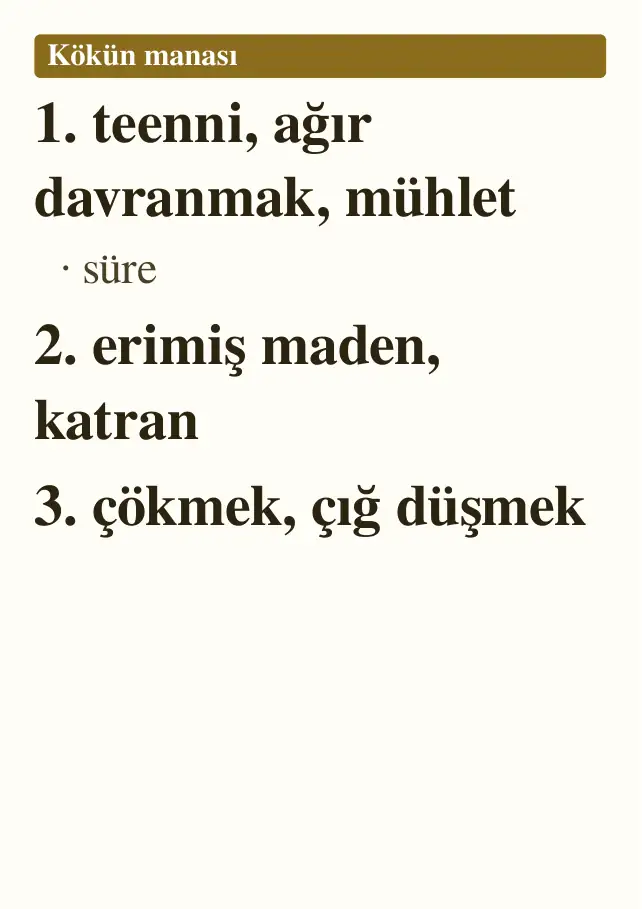 Kökün manası
1. teenni, ağır
davranmak, mühlet
· süre
2. erimiş maden,
katran
3. çökmek, çığ düşmek